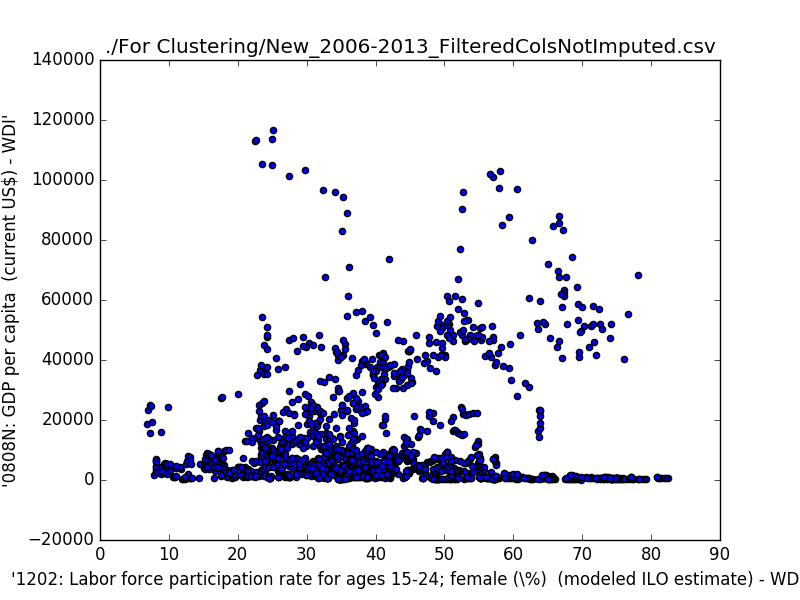 ./For Clustering/New_2006-2013_FilteredColsNotImputed.csv
140000
120000
100000
80000
60000
40000
20000
0
−20000
'0808N: GDP per capita (current US$) - WDI'
0 10 20 30 40 50 60 70 80 90
'1202: Labor force participation rate for ages 15-24; female (\%) (modeled ILO estimate) - WD